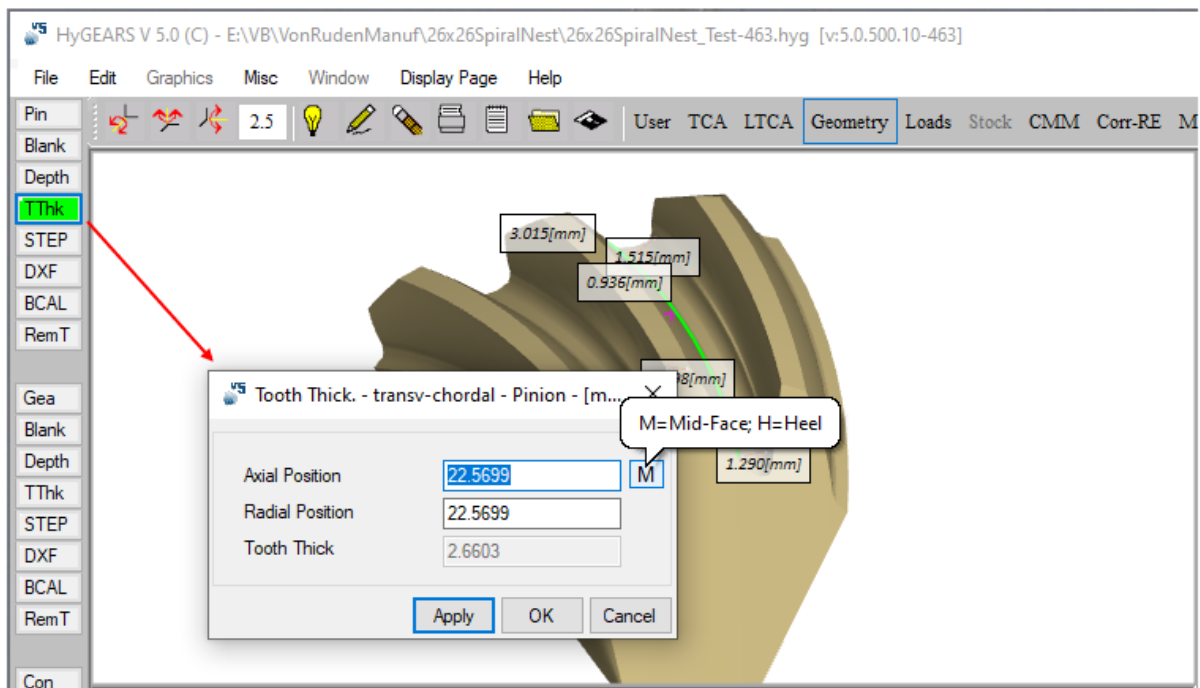 HyGEARS V 5.0 (C) - E:\VB\VonRudenManuf\26x26SpiralNest\26x26SpiralNest_Test-463.hyg [v:5.0.500.10-463]
File Edit Graphics Misc Window Display Page Help
2.5 User TCA LTCA Geometry Loads Stock CMM Corr-RE M
Pin
Blank
Depth
TThk
STEP
DXF
BCAL
RemT
Gea
Blank
Depth
TThk
STEP
DXF
BCAL
RemT
Con
3.015[mm]
1.515[mm]
0.936[mm]
98[mm]
1.290[mm]
Tooth Thick. - transv-chordal - Pinion - [m...
M=Mid-Face; H=Heel
Axial Position 22.5699 M
Radial Position 22.5699
Tooth Thick 2.6603
Apply OK Cancel